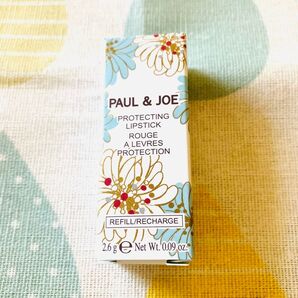 PAUL & JOE
PROTECTING
LIPSTICK
ROUGE
A LEVRES
PROTECTION
REFILL/RECHARGE
2.6 g ℮ Net Wt. 0.09 oz.